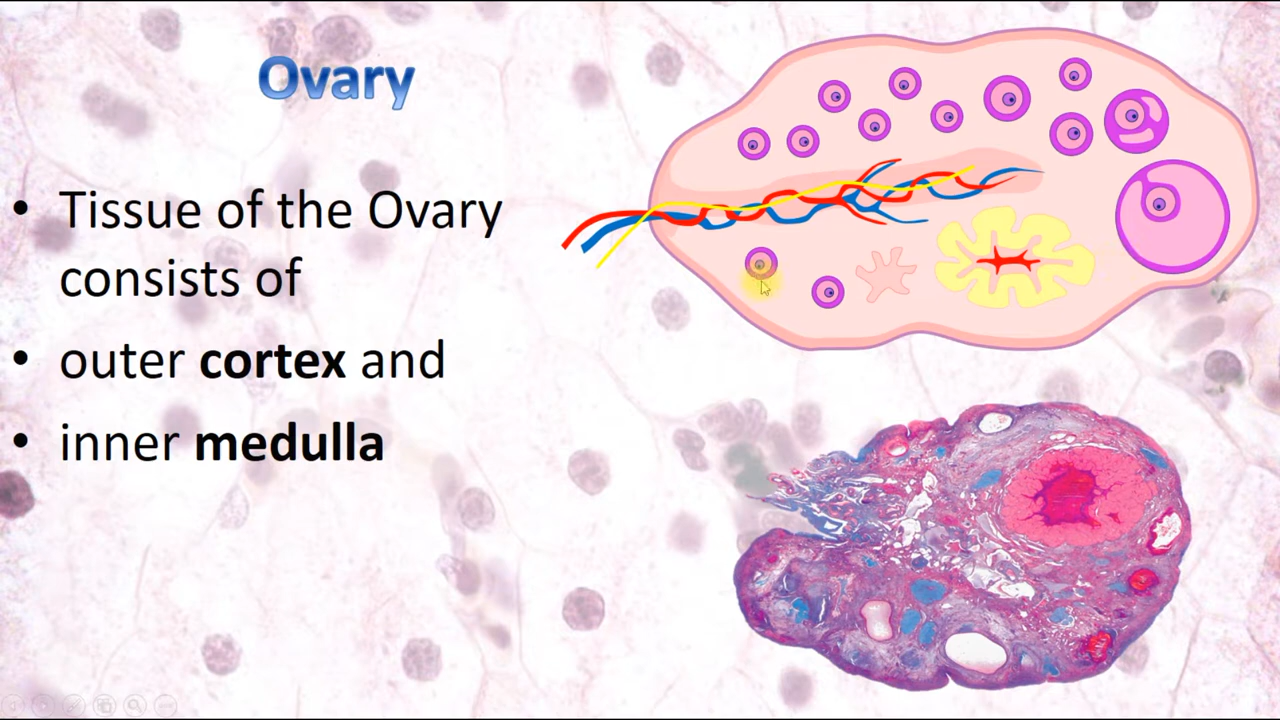 Ovary
• Tissue of the Ovary
consists of
• outer cortex and
• inner medulla